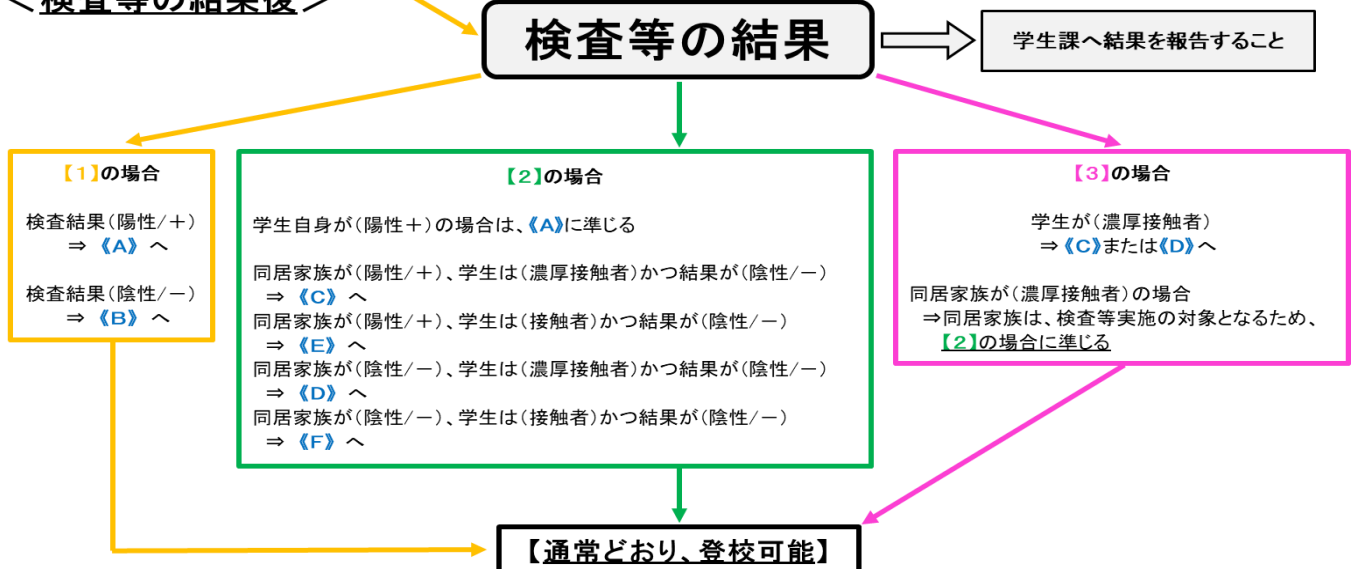 ＜検査等の結果後＞
検査等の結果
学生課へ結果を報告すること
【1】の場合
検査結果（陽性/＋）
⇒ 《A》 へ
検査結果（陰性/－）
⇒ 《B》 へ
【2】の場合
学生自身が（陽性＋）の場合は、《A》に準じる
同居家族が（陽性/＋）、学生は（濃厚接触者）かつ結果が（陰性/－）
⇒ 《C》 へ
同居家族が（陽性/＋）、学生は（接触者）かつ結果が（陰性/－）
⇒ 《E》 へ
同居家族が（陰性/－）、学生は（濃厚接触者）かつ結果が（陰性/－）
⇒ 《D》 へ
同居家族が（陰性/－）、学生は（接触者）かつ結果が（陰性/－）
⇒ 《F》 へ
【3】の場合
学生が（濃厚接触者）
⇒《C》または《D》へ
同居家族が（濃厚接触者）の場合
⇒同居家族は、検査等実施の対象となるため、
【2】の場合に準じる
【通常どおり、登校可能】